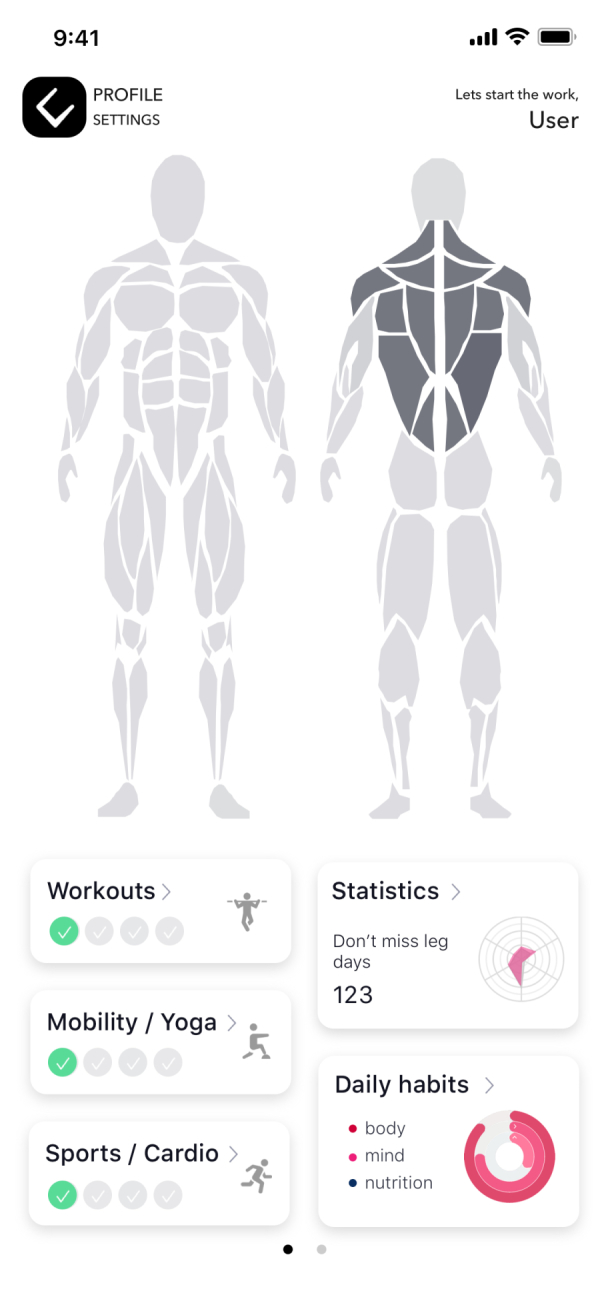 9:41
PROFILE
SETTINGS
Lets start the work,
User
Workouts
Statistics
Don't miss leg
days
123
Mobility / Yoga
Daily habits
body
mind
nutrition
Sports / Cardio